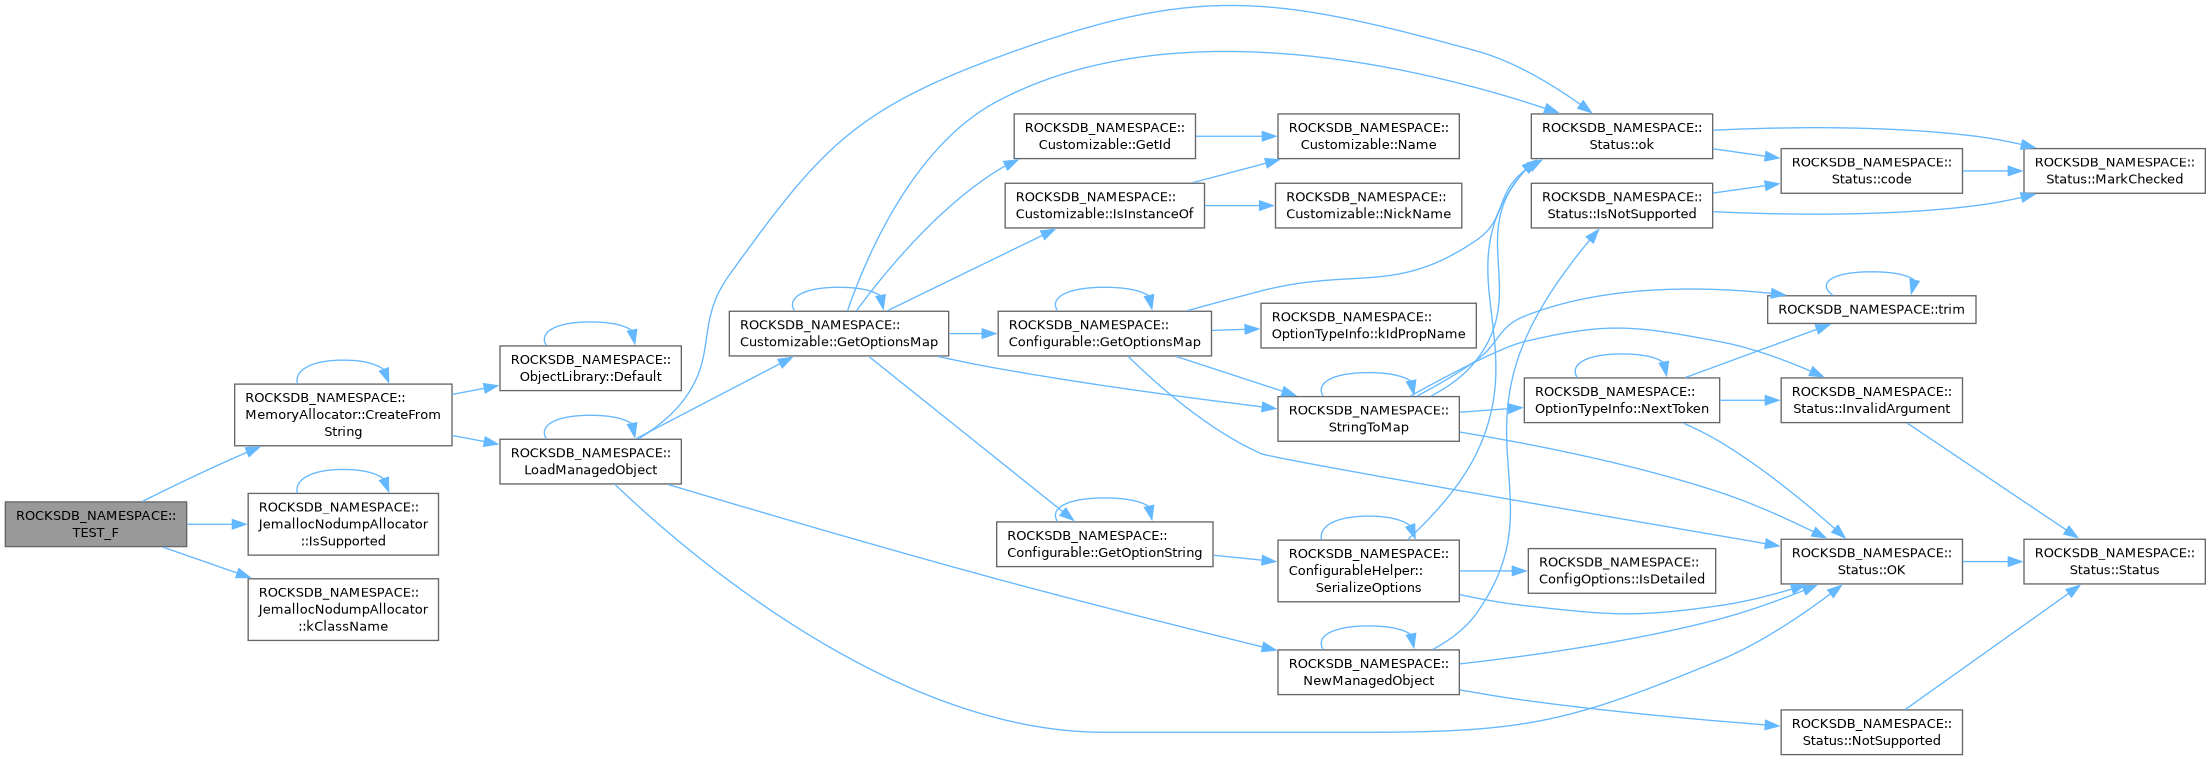 ROCKSDB_NAMESPACE::
TEST_F
ROCKSDB_NAMESPACE::
MemoryAllocator::CreateFrom
String
ROCKSDB_NAMESPACE::
JemallocNodumpAllocator
::IsSupported
ROCKSDB_NAMESPACE::
JemallocNodumpAllocator
::kClassName
ROCKSDB_NAMESPACE::
ObjectLibrary::Default
ROCKSDB_NAMESPACE::
LoadManagedObject
ROCKSDB_NAMESPACE::
Customizable::GetOptionsMap
ROCKSDB_NAMESPACE::
Customizable::GetId
ROCKSDB_NAMESPACE::
Customizable::IsInstanceOf
ROCKSDB_NAMESPACE::
Configurable::GetOptionsMap
ROCKSDB_NAMESPACE::
Configurable::GetOptionString
ROCKSDB_NAMESPACE::
Customizable::Name
ROCKSDB_NAMESPACE::
Customizable::NickName
ROCKSDB_NAMESPACE::
OptionTypeInfo::kIdPropName
ROCKSDB_NAMESPACE::
StringToMap
ROCKSDB_NAMESPACE::
ConfigurableHelper::
SerializeOptions
ROCKSDB_NAMESPACE::
NewManagedObject
ROCKSDB_NAMESPACE::
Status::ok
ROCKSDB_NAMESPACE::
Status::IsNotSupported
ROCKSDB_NAMESPACE::
OptionTypeInfo::NextToken
ROCKSDB_NAMESPACE::
ConfigOptions::IsDetailed
ROCKSDB_NAMESPACE::
Status::code
ROCKSDB_NAMESPACE::trim
ROCKSDB_NAMESPACE::
Status::InvalidArgument
ROCKSDB_NAMESPACE::
Status::OK
ROCKSDB_NAMESPACE::
Status::NotSupported
ROCKSDB_NAMESPACE::
Status::MarkChecked
ROCKSDB_NAMESPACE::
Status::Status